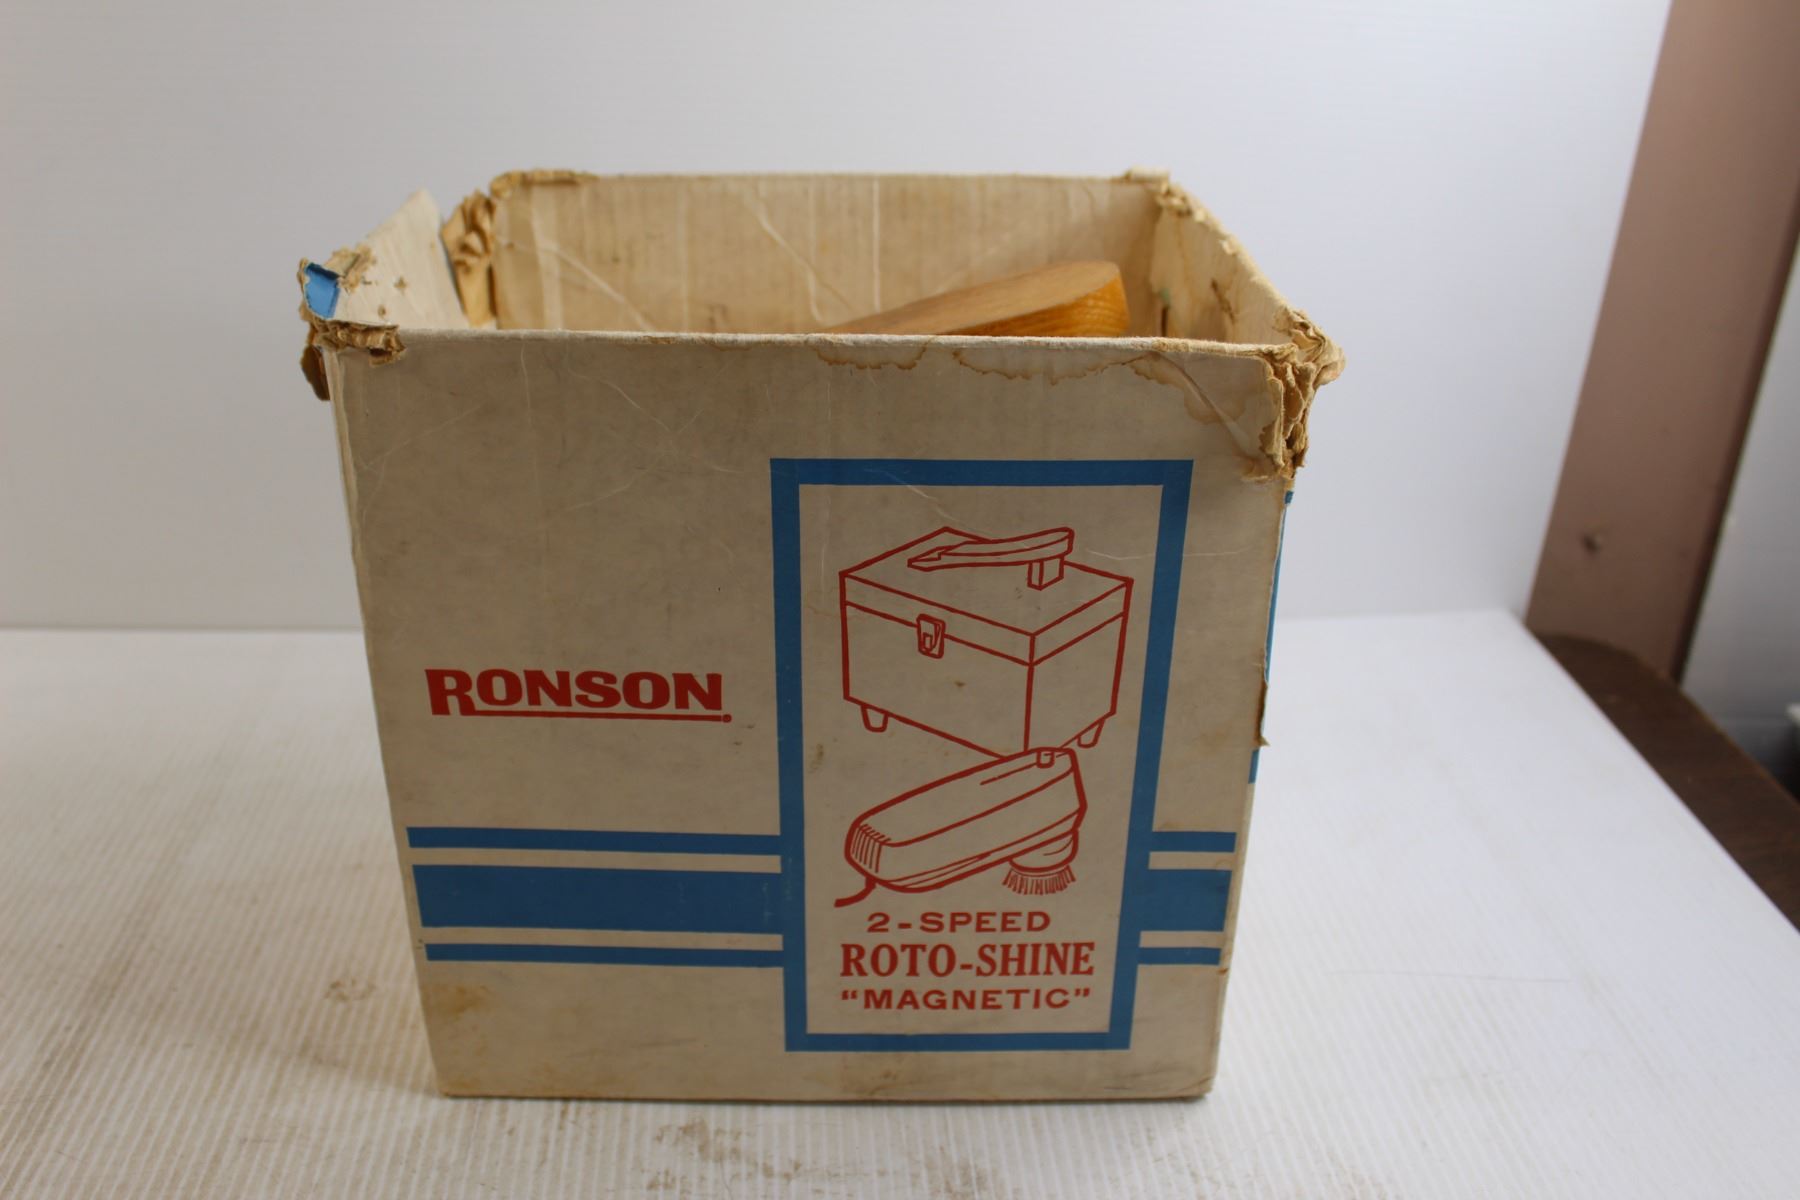 RONSON
2-SPEED
ROTO-SHINE
"MAGNETIC"